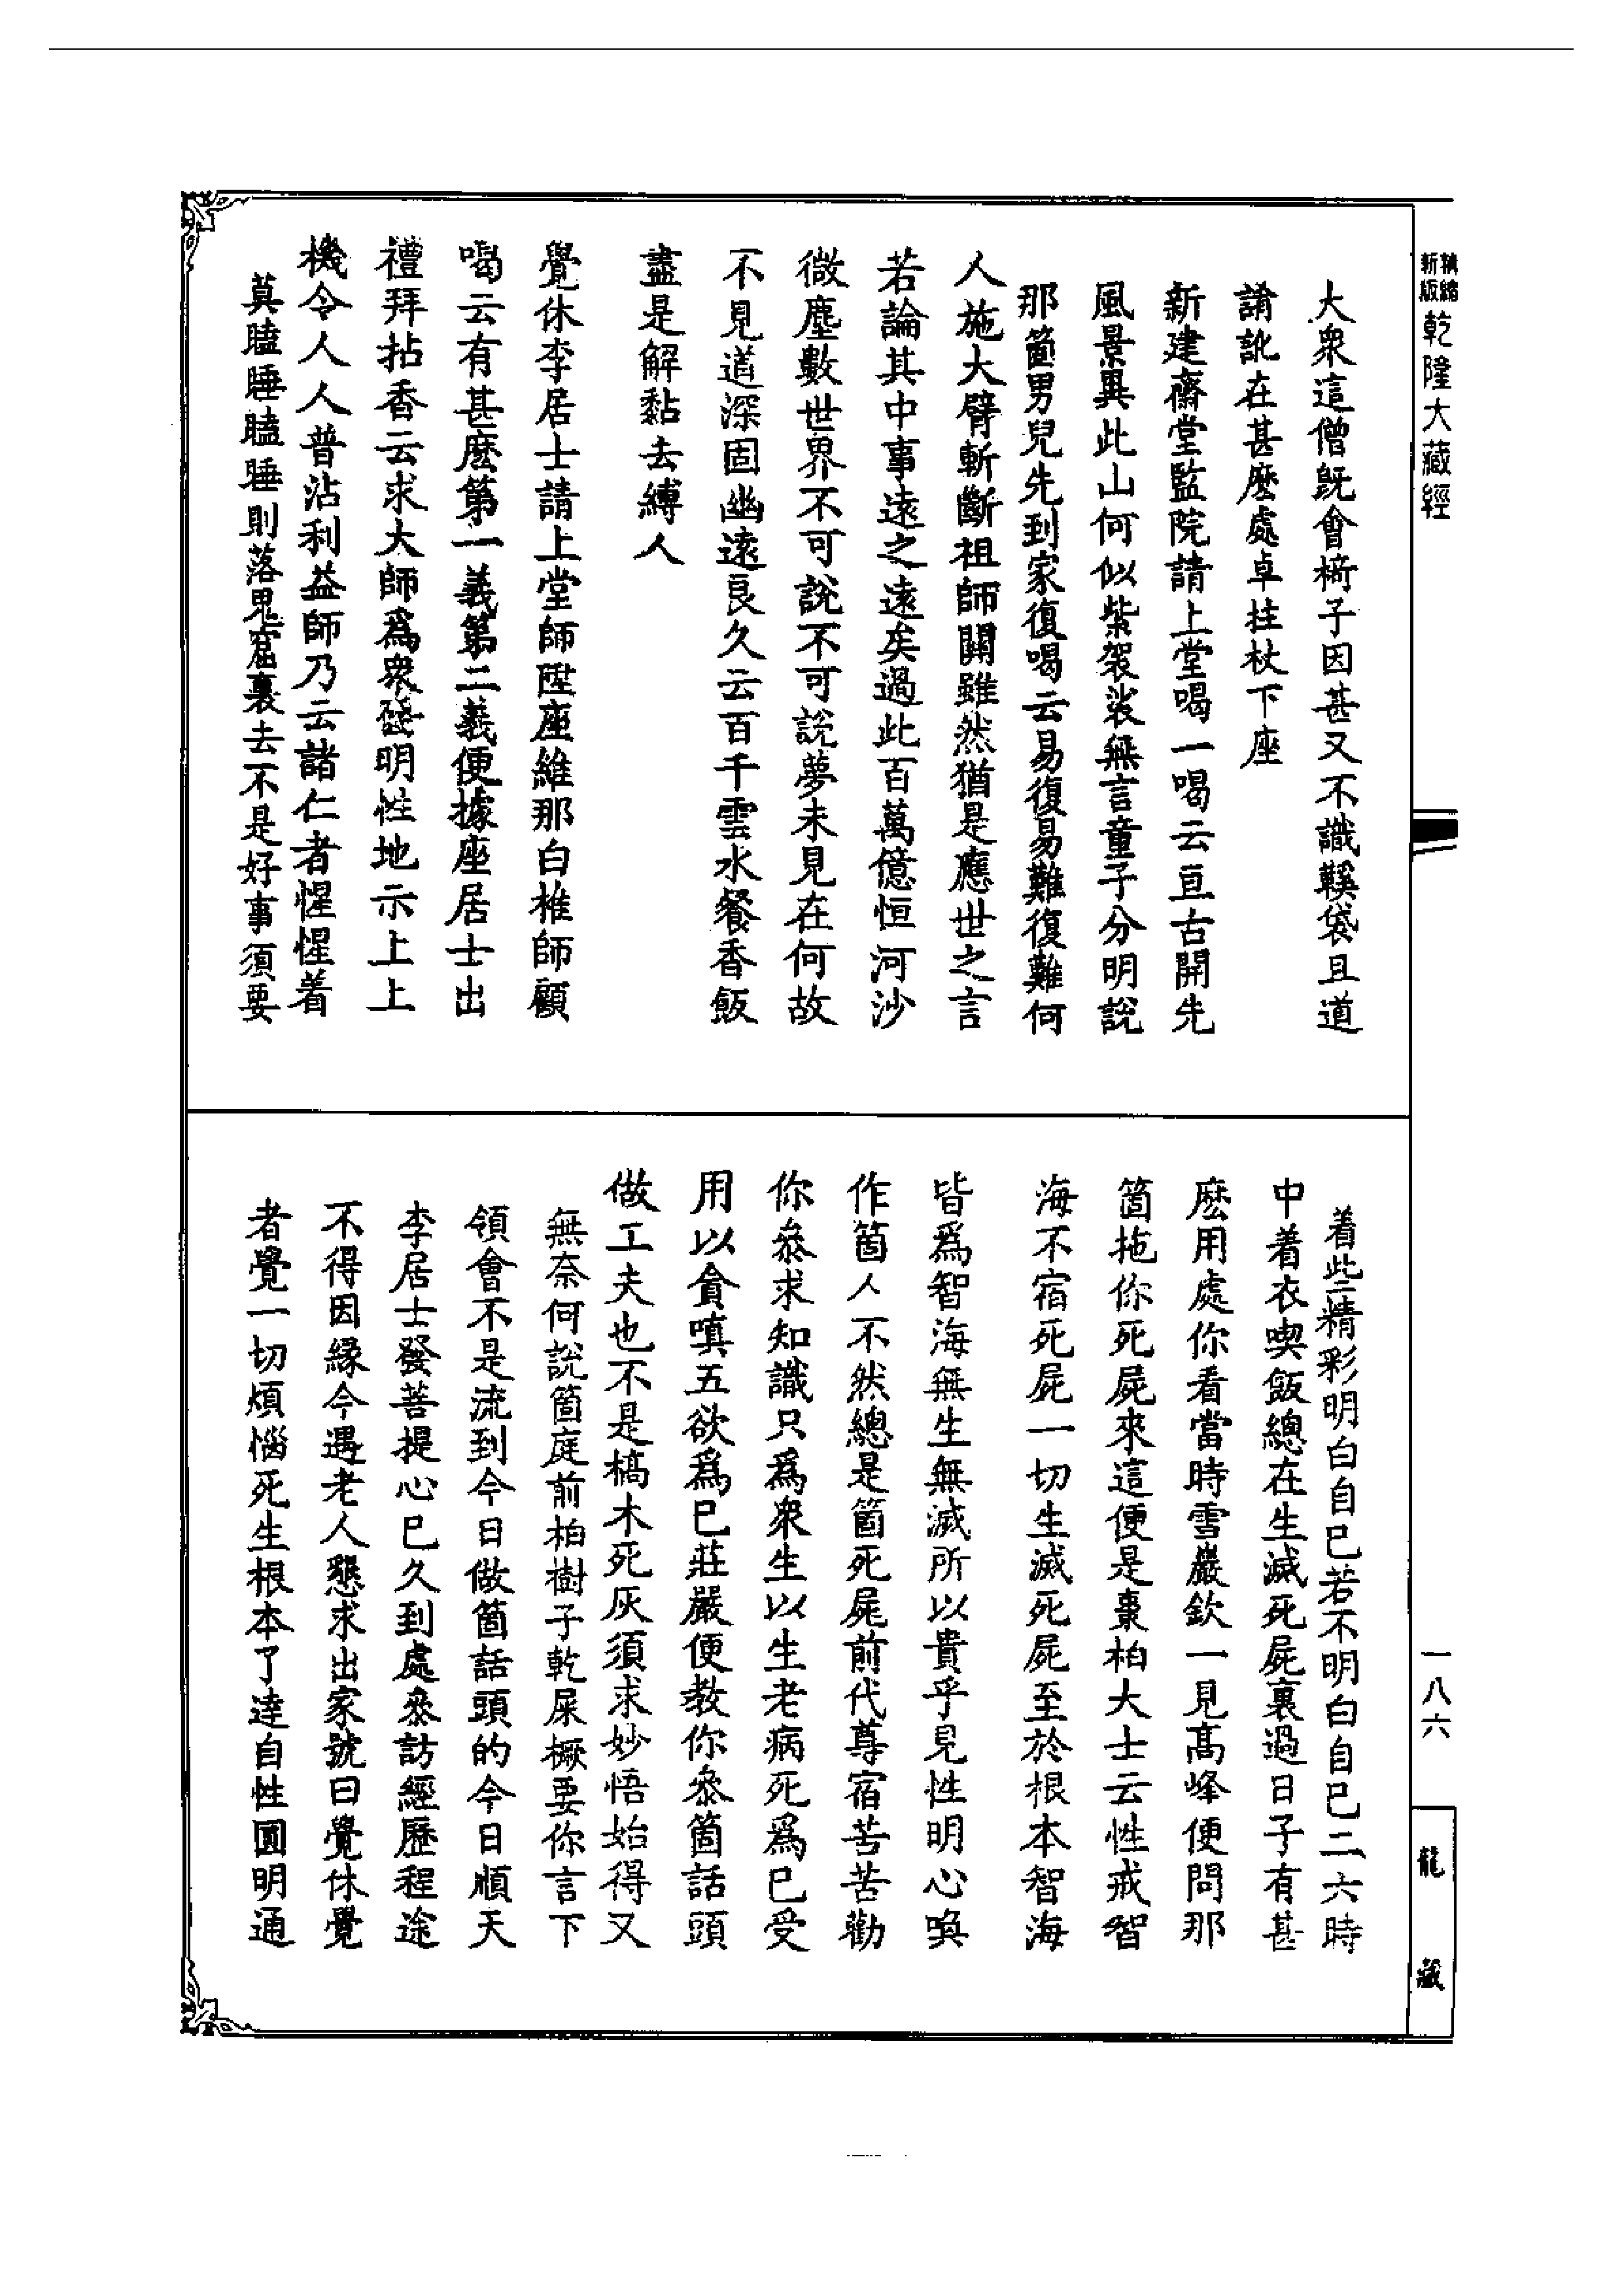 精縮
新版
乾隆大藏經
大衆這僧旣會椅子因甚又不識韈袋且道
誵訛在甚麽處卓拄杖下座
新建齋堂監院請上堂喝一喝云亘古開先
風景異此山何似紫袈裟無言童子分明說
那箇男兒先到家復喝云易復易難復難何
人施大臂斬斷祖師關雖然猶是應世之言
若論其中事遠之遠矣過此百萬億恒河沙
微塵數世界不可說不可說夢未見在何故
不見道深固幽遠良久云百千雲水餐香飯
盡是解黏去縛人
覺休李居士請上堂師陞座維那白椎師顧
喝云有甚麽第一義第二義便據座居士出
禮拜拈香云求大師爲衆發明性地示上上
機令人人普沾利益師乃云諸仁者惺惺着
莫瞌睡瞌睡則落鬼窟裏去不是好事須要
着些精彩明白自己若不明白自己二六時
中着衣喫飯總在生滅死屍裏過日子有甚
麽用處你看當時雪巖欽一見高峰便問那
箇拖你死屍來這便是棗柏大士云性戒智
海不宿死屍一切生滅死屍至於根本智海
皆爲智海無生無滅所以貴乎見性明心喚
作箇人不然總是箇死屍前代尊宿苦苦勸
你叅求知識只爲衆生以生老病死爲已受
用以貪嗔五欲爲已莊嚴便教你叅箇話頭
做工夫也不是槁木死灰須求妙悟始得又
無奈何說箇庭前柏樹子乾屎橛要你言下
領會不是流到今日做箇話頭的今日順天
李居士發菩提心已久到處叅訪經歷程途
不得因緣今遇老人懇求出家號曰覺休覺
者覺一切煩惱死生根本了達自性圓明通
一八六
龍藏